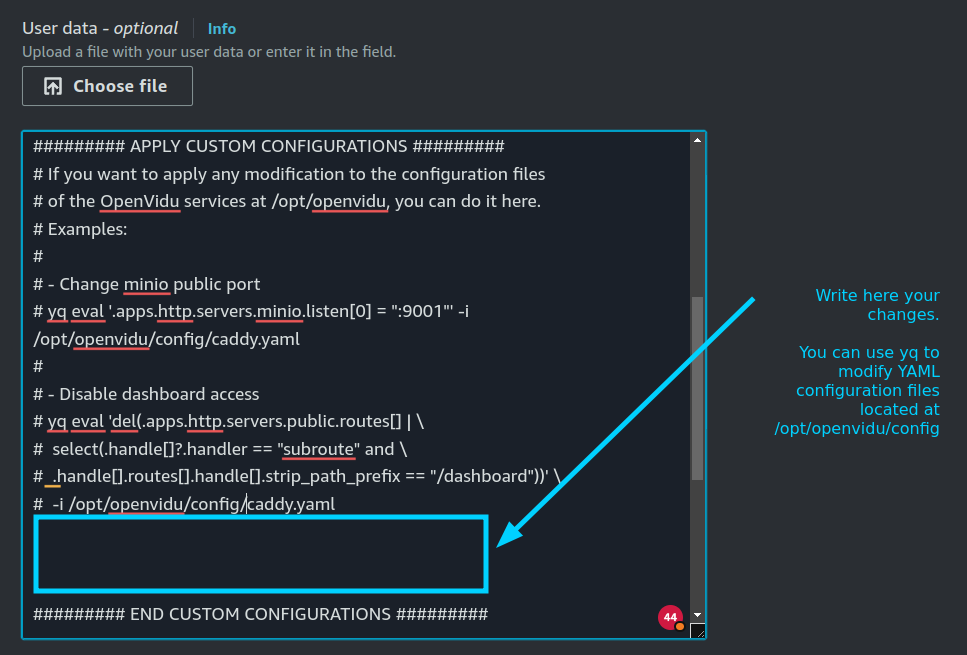 User data - optional Info
Upload a file with your user data or enter it in the field.
Choose file
######### APPLY CUSTOM CONFIGURATIONS #########
# If you want to apply any modification to the configuration files
# of the OpenVidu services at /opt/openvidu, you can do it here.
# Examples:
#
# - Change minio public port
# yq eval '.apps.http.servers.minio.listen[0] = ":9001"' -i
/opt/openvidu/config/caddy.yaml
#
# - Disable dashboard access
# yq eval 'del(.apps.http.servers.public.routes[] | \
#  select(.handle[]?.handler == "subroute" and \
#  .handle[].routes[].handle[].strip_path_prefix == "/dashboard"))' \
#  -i /opt/openvidu/config/caddy.yaml
######### END CUSTOM CONFIGURATIONS #########
44
Write here your
changes.
You can use yq to
modify YAML
configuration files
located at
/opt/openvidu/config